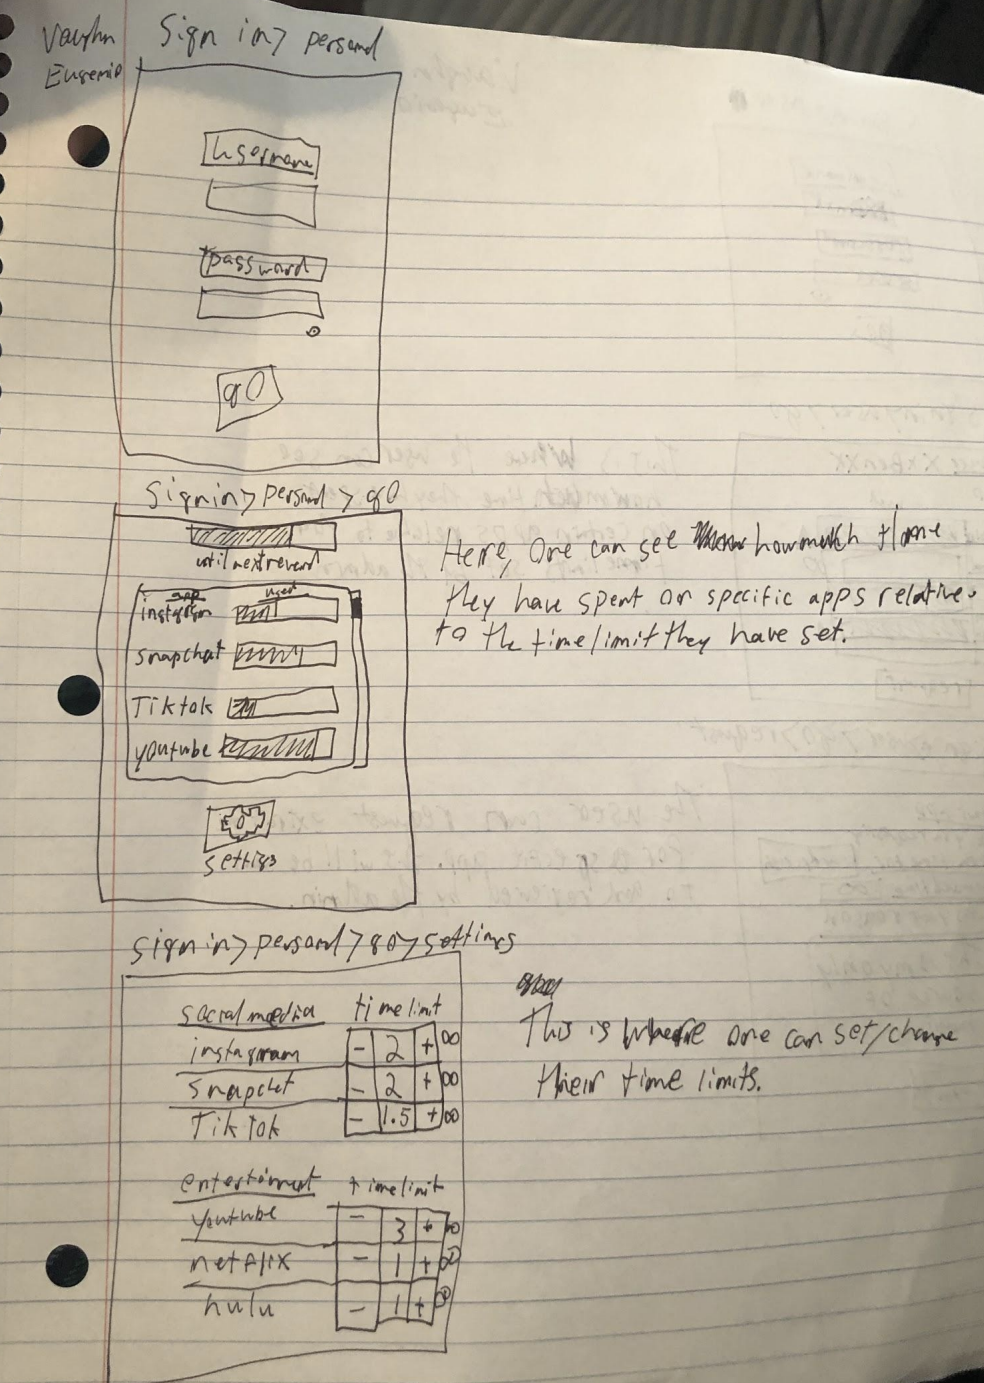 Vaughn
Eugenio
Sign in> personal
username
password
go
Signin> Personal > go
until next reward
app used
instagram
snapchat
Tiktok
youtube
settings
Here, one can see how much time
they have spent on specific apps relative
to the time limit they have set.
sign in> personal > go > settings
social media time limit
instagram - 2 + ∞
snapchat - 2 + ∞
TikTok - 1.5 + ∞
entertainment time limit
youtube - 3 + ∞
netflix - 1 + ∞
hulu - 1 + ∞
This is where one can set/change
their time limits.